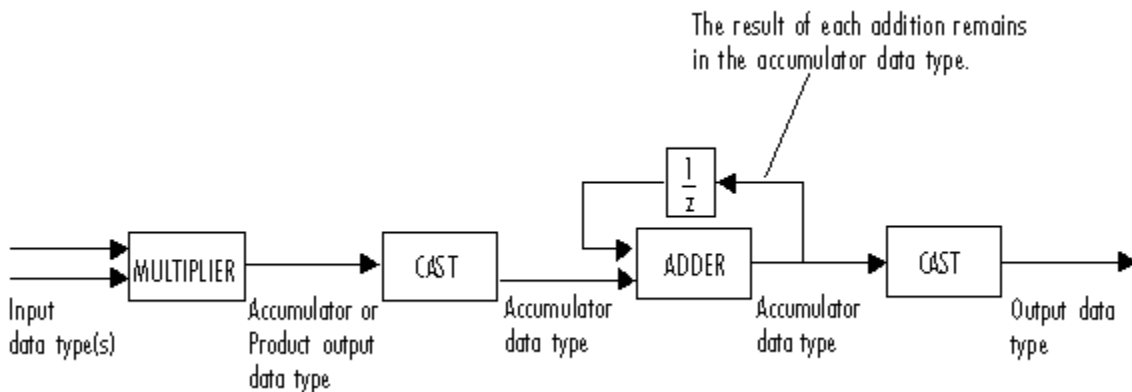 The result of each addition remains
in the accumulator data type.
1
z
MULTIPLIER
CAST
ADDER
CAST
Input
data type(s)
Accumulator or
Product output
data type
Accumulator
data type
Accumulator
data type
Output data
type